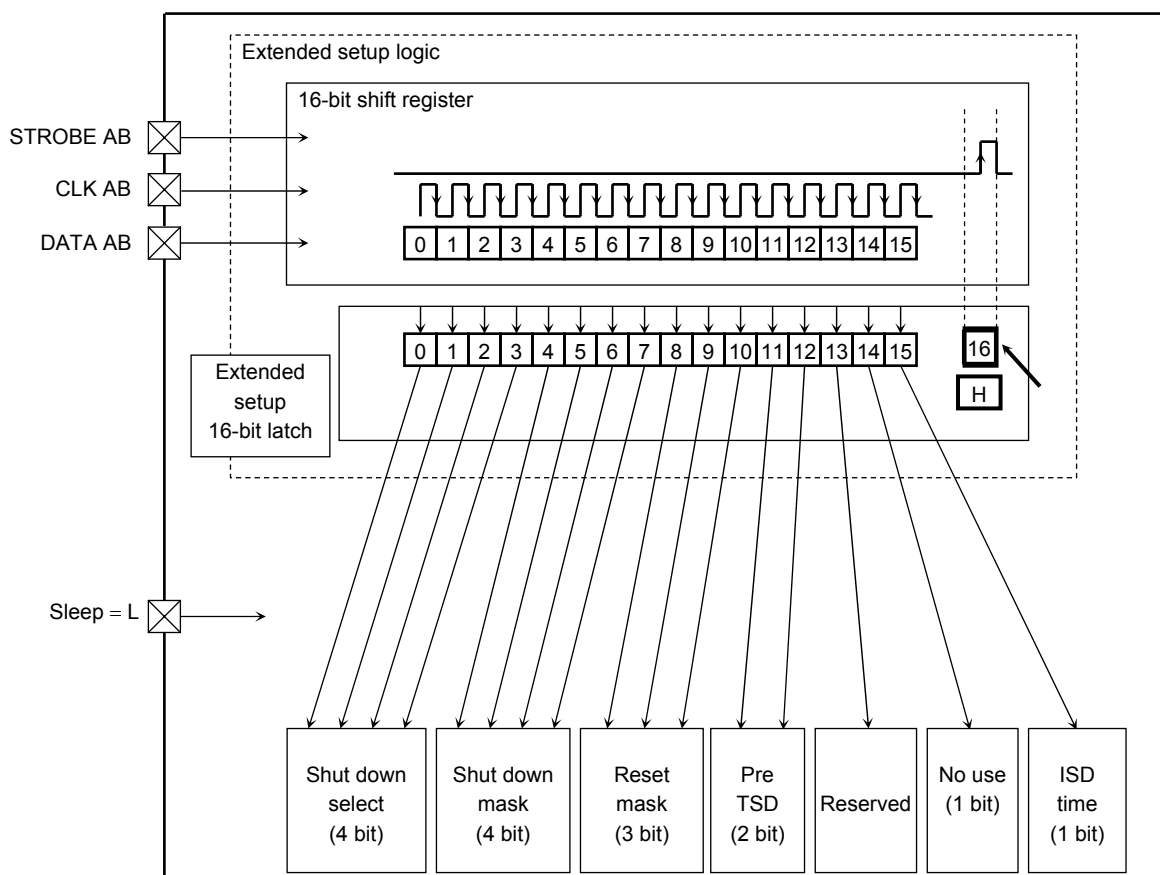 Extended setup logic
16-bit shift register
STROBE AB
CLK AB
DATA AB
0 1 2 3 4 5 6 7 8 9 10 11 12 13 14 15
0 1 2 3 4 5 6 7 8 9 10 11 12 13 14 15
16
H
Extended
setup
16-bit latch
Sleep = L
Shut down
select
(4 bit)
Shut down
mask
(4 bit)
Reset
mask
(3 bit)
Pre
TSD
(2 bit)
Reserved
No use
(1 bit)
ISD
time
(1 bit)